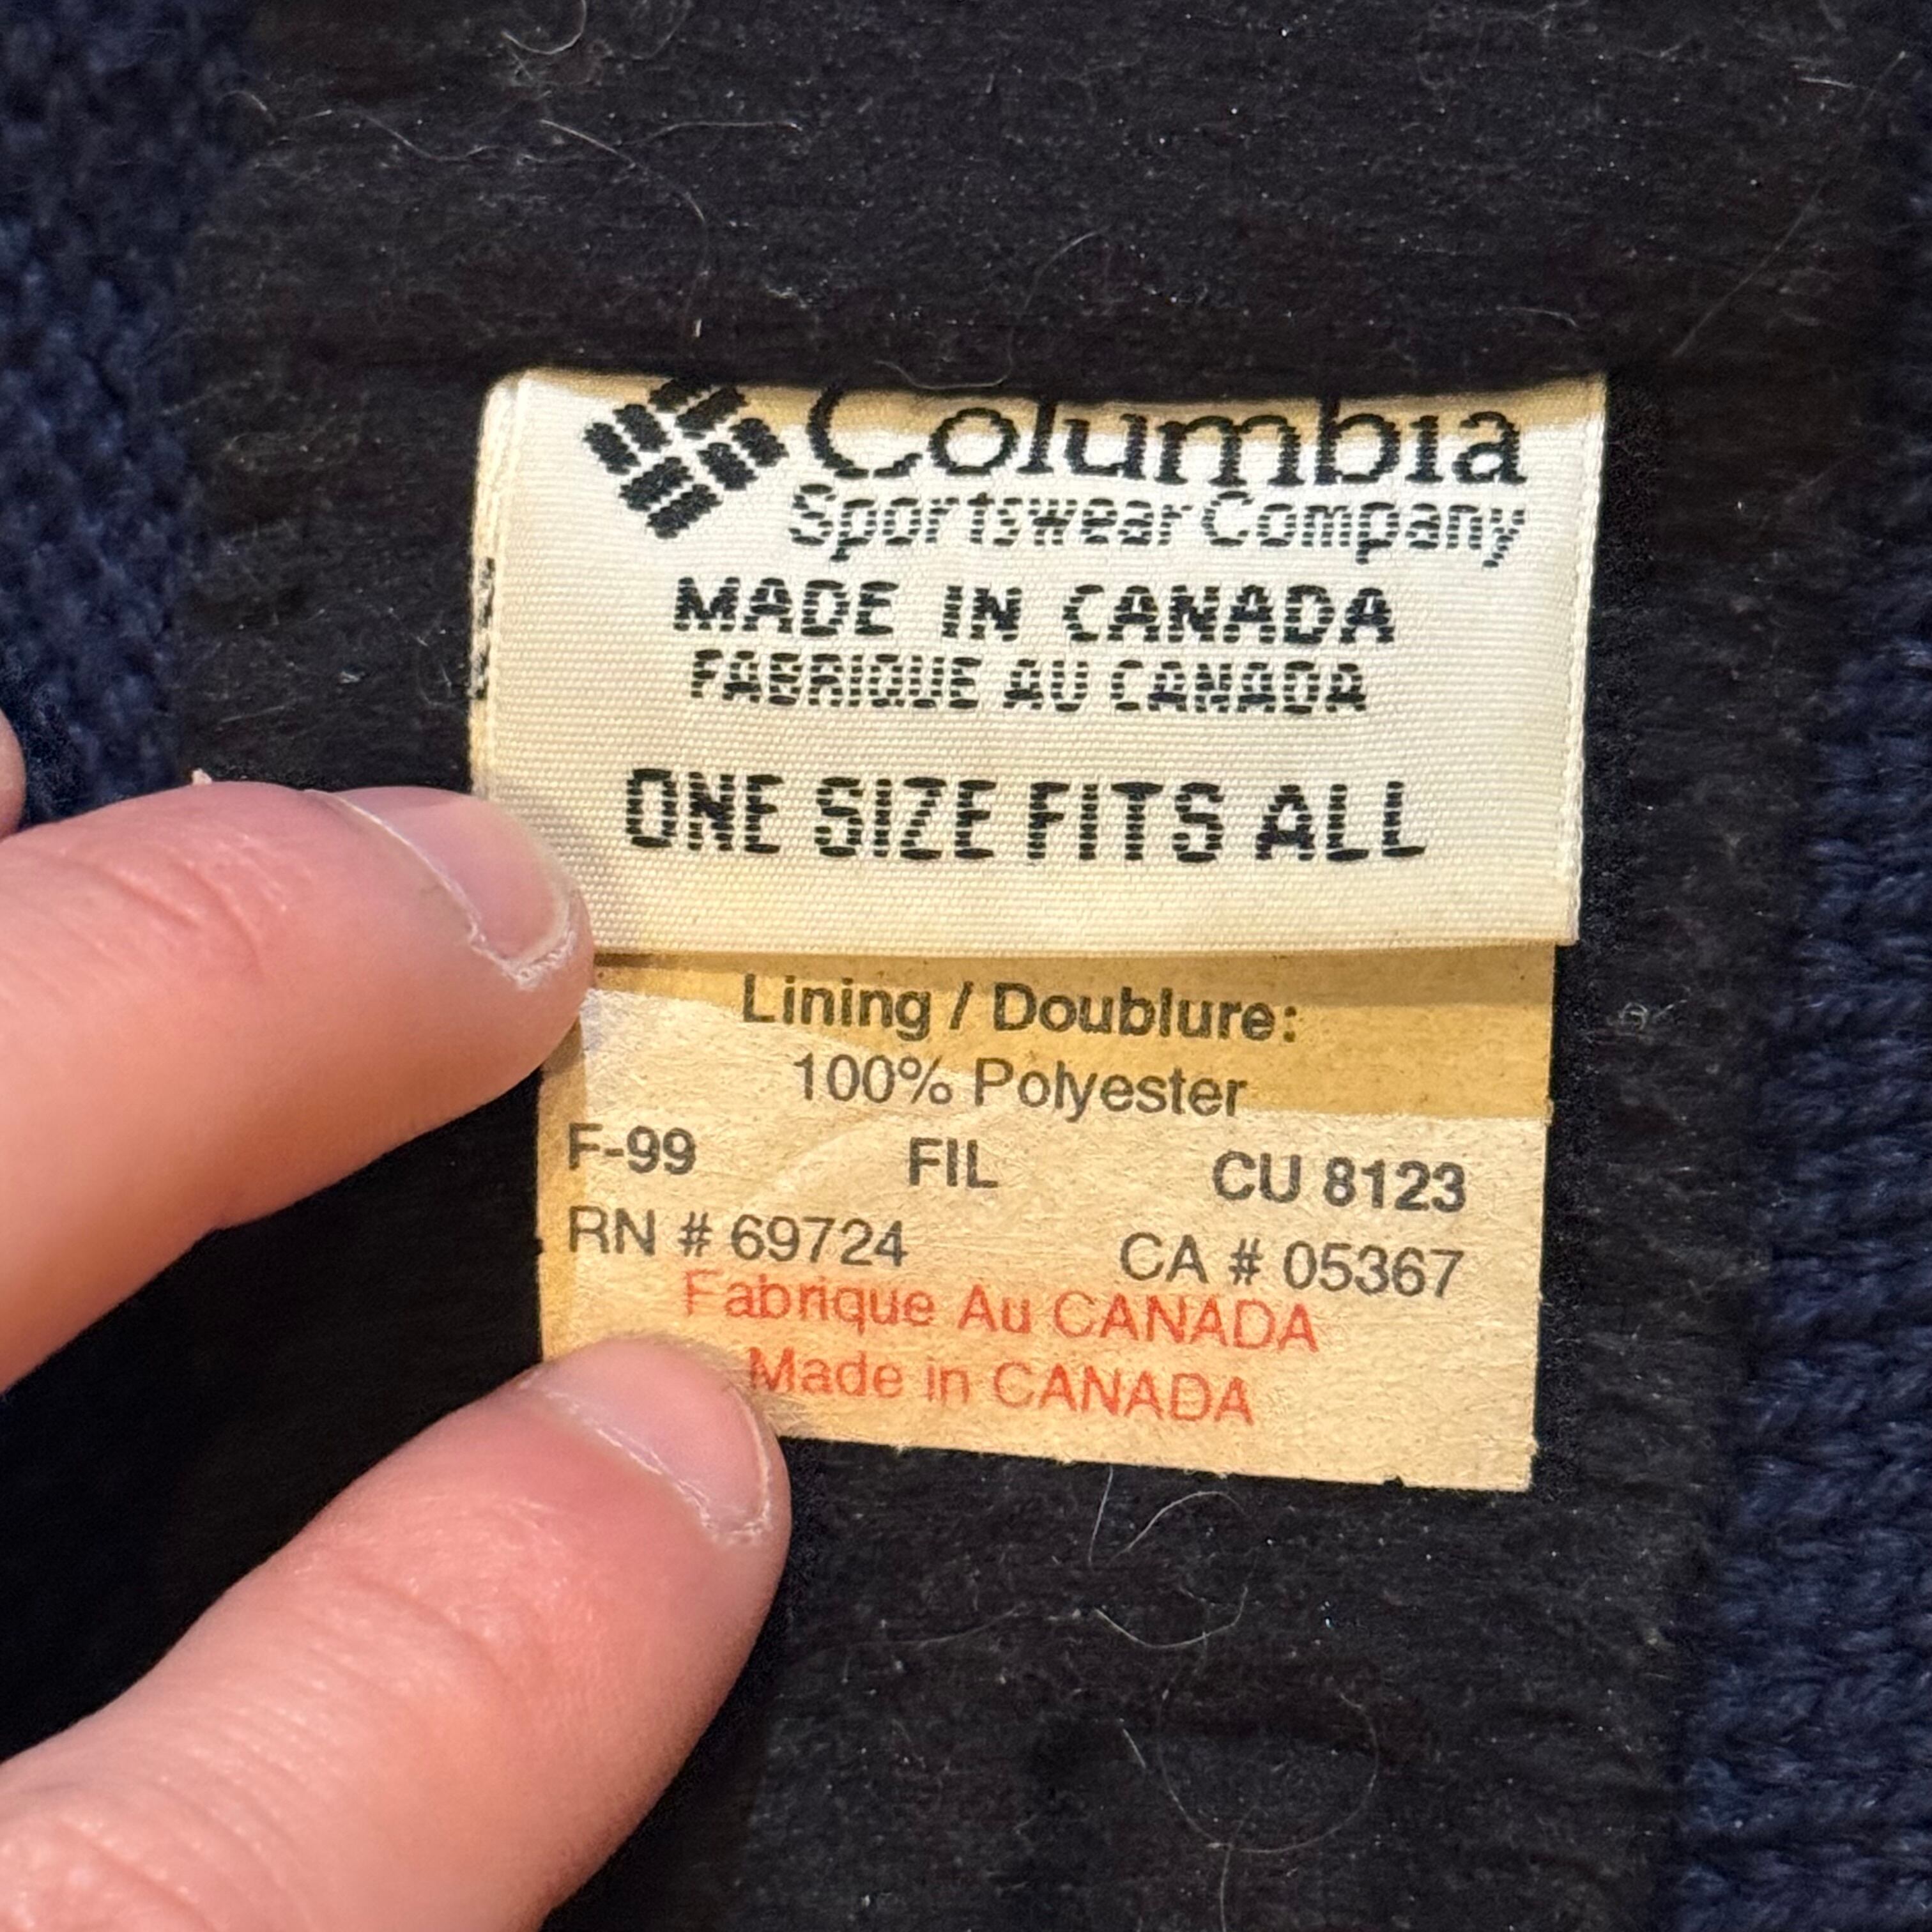 Columbia
Sportswear Company
MADE IN CANADA
FABRIQUE AU CANADA
ONE SIZE FITS ALL
Lining / Doublure:
100% Polyester
F-99 FIL CU 8123
RN # 69724 CA # 05367
Fabrique Au CANADA
Made in CANADA